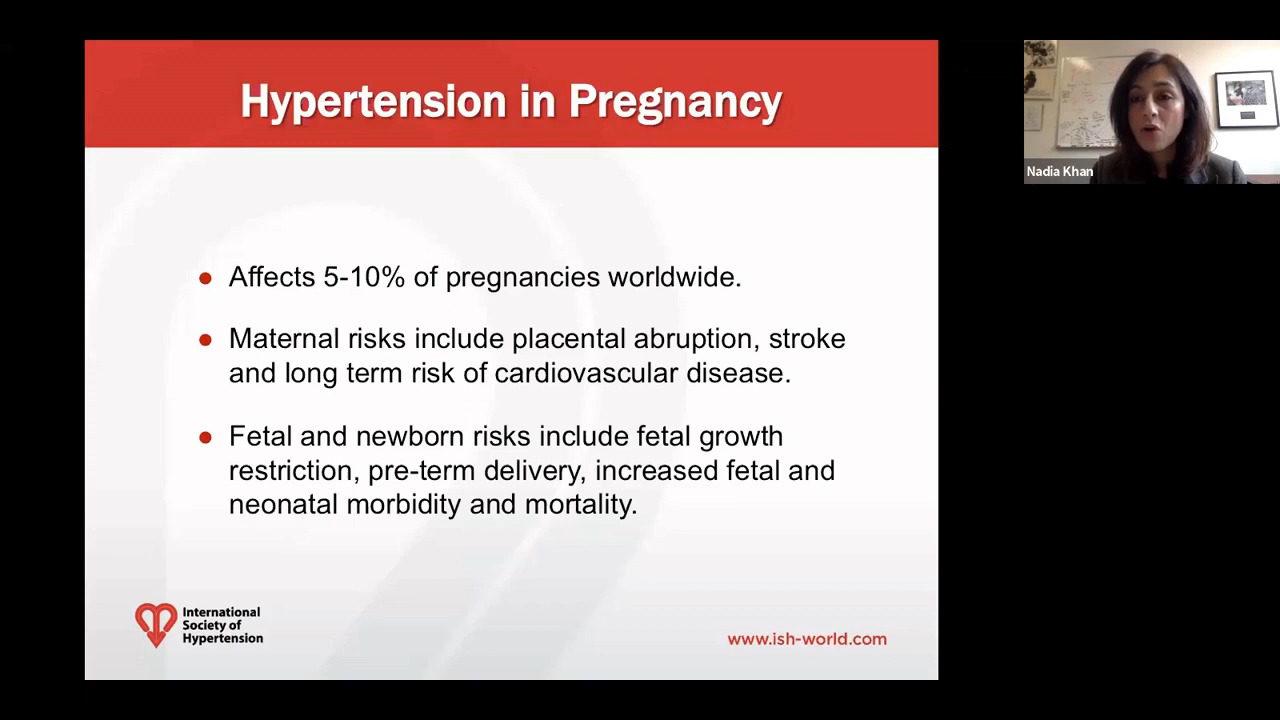 Hypertension in Pregnancy
Nadia Khan
● Affects 5-10% of pregnancies worldwide.
● Maternal risks include placental abruption, stroke
and long term risk of cardiovascular disease.
● Fetal and newborn risks include fetal growth
restriction, pre-term delivery, increased fetal and
neonatal morbidity and mortality.
International
Society of
Hypertension
www.ish-world.com